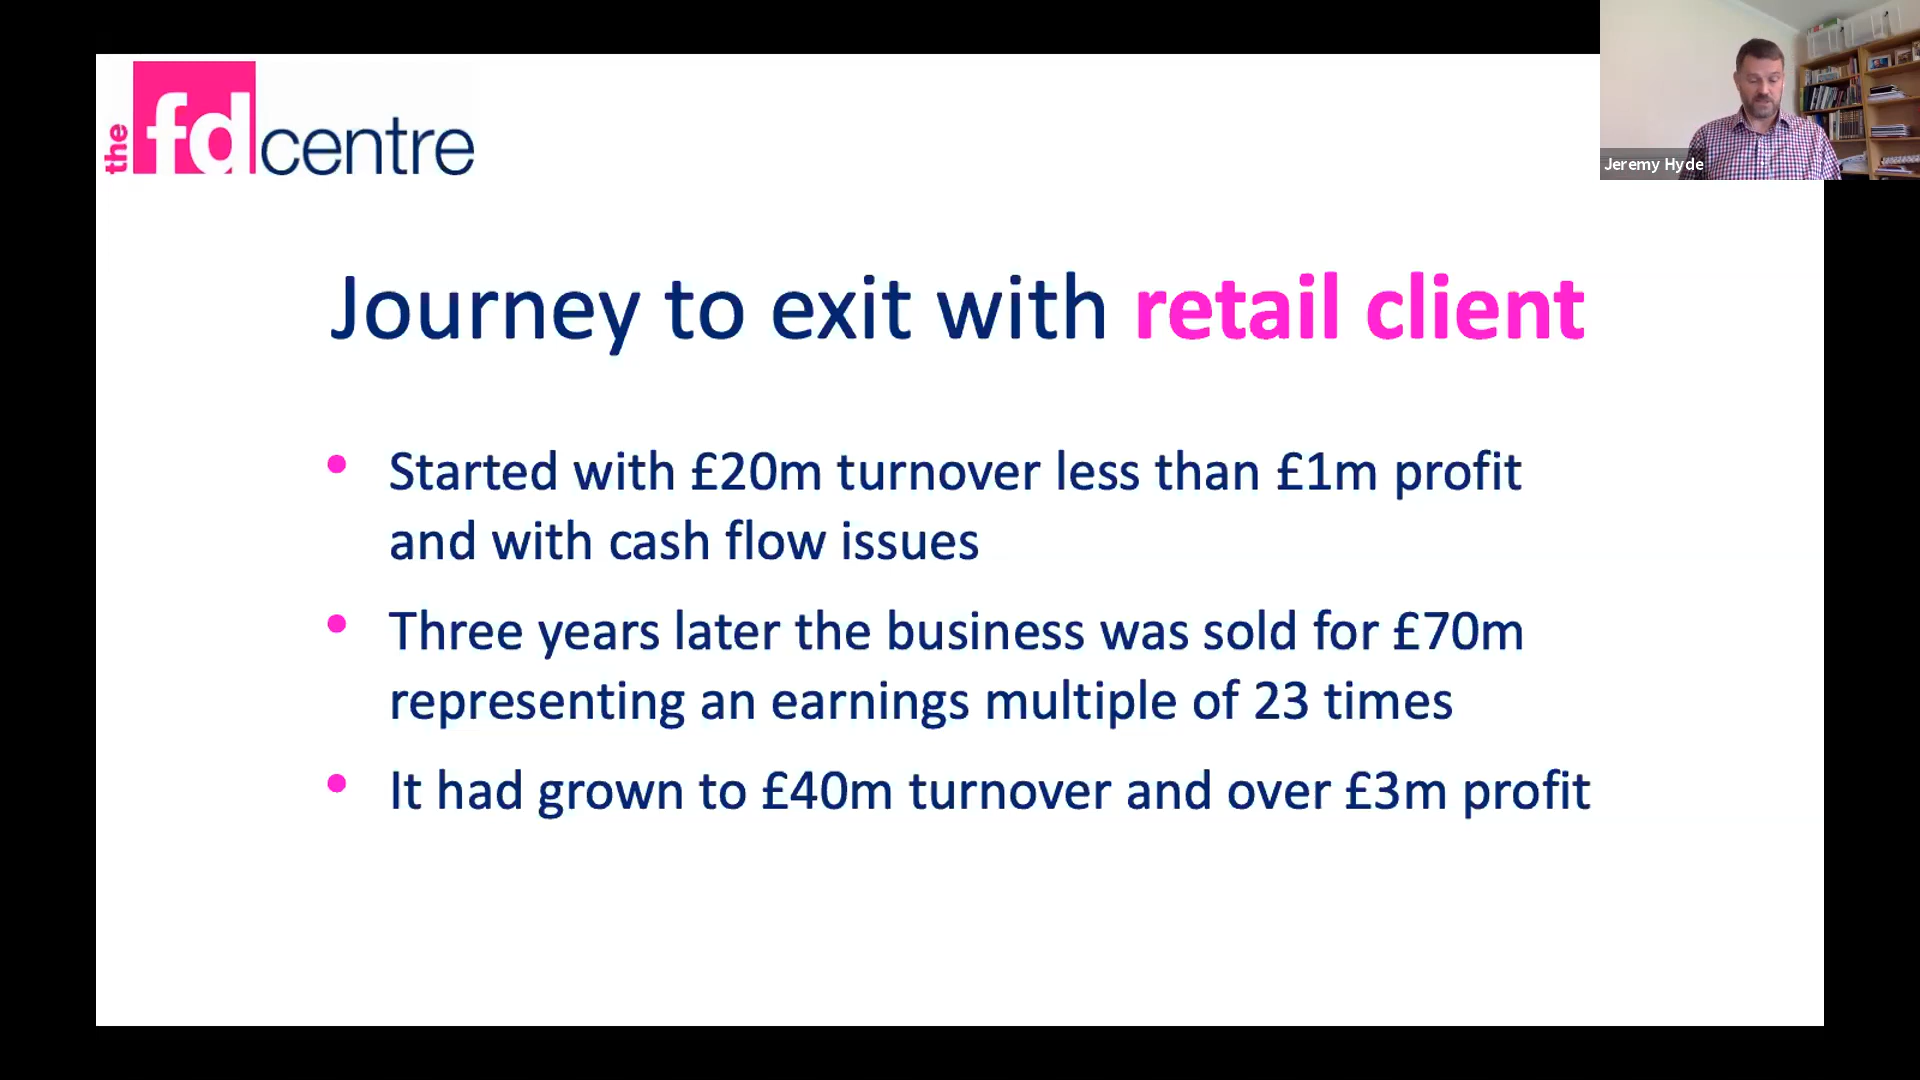 the fd centre
Jeremy Hyde
Journey to exit with retail client
• Started with £20m turnover less than £1m profit
and with cash flow issues
• Three years later the business was sold for £70m
representing an earnings multiple of 23 times
• It had grown to £40m turnover and over £3m profit